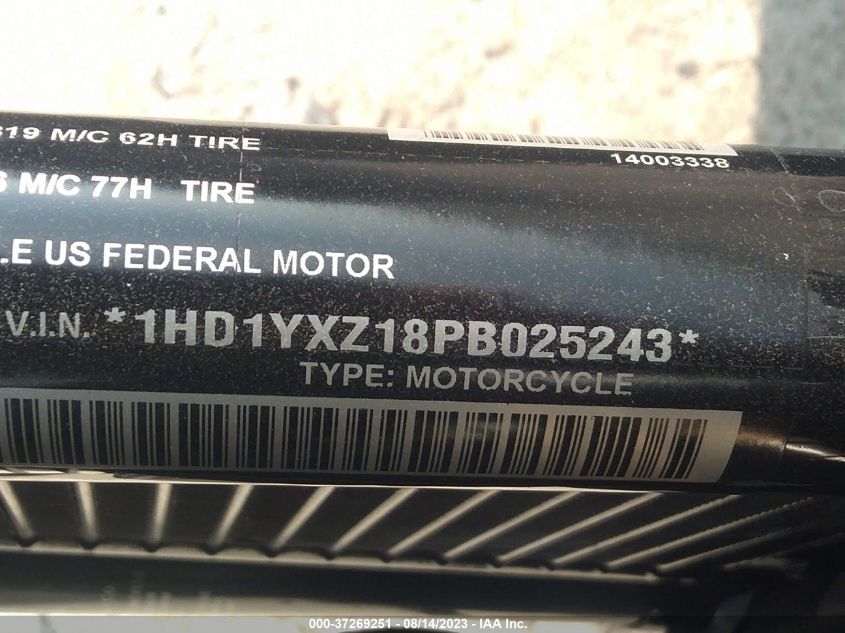 M/C 62H TIRE
14003338
M/C 77H TIRE
US FEDERAL MOTOR
V.I.N. *1HD1YXZ18PB025243*
TYPE: MOTORCYCLE
000-37269251 - 08/14/2023 - IAA Inc.